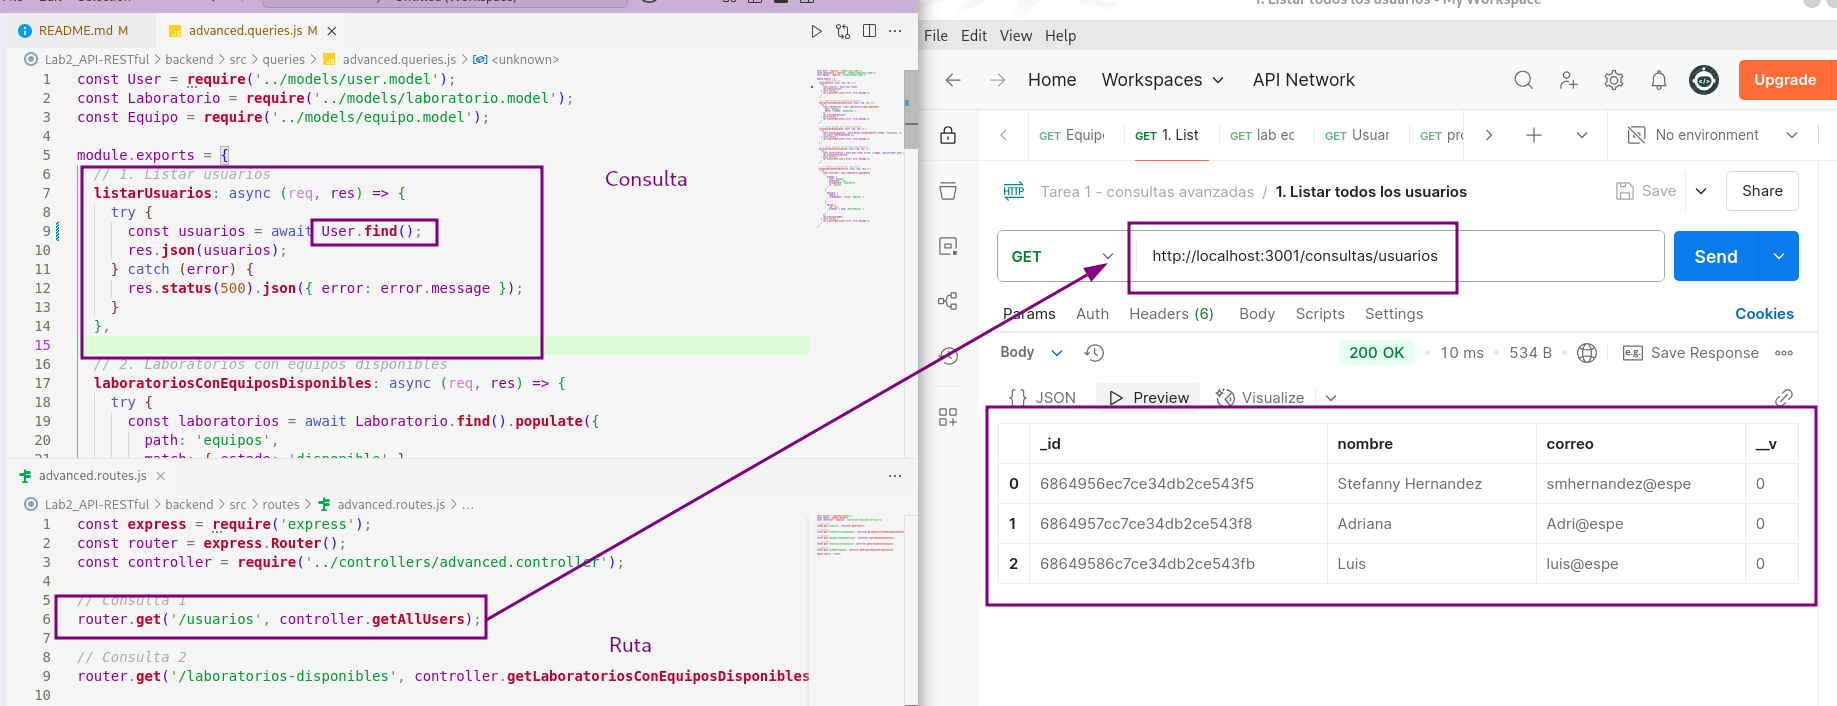 README.md M
advanced.queries.js M
Lab2_API-RESTful > backend > src > queries > advanced.queries.js > <unknown>
1 const User = require('../models/user.model');
2 const Laboratorio = require('../models/laboratorio.model');
3 const Equipo = require('../models/equipo.model');
4
5 module.exports = {
6 // 1. Listar usuarios
7 listarUsuarios: async (req, res) => {
8 try {
9 const usuarios = await User.find();
10 res.json(usuarios);
11 } catch (error) {
12 res.status(500).json({ error: error.message });
13 }
14 },
15
16 // 2. Laboratorios con equipos disponibles
17 laboratoriosConEquiposDisponibles: async (req, res) => {
18 try {
19 const laboratorios = await Laboratorio.find().populate({
20 path: 'equipos',
Consulta
advanced.routes.js
Lab2_API-RESTful > backend > src > routes > advanced.routes.js > ...
1 const express = require('express');
2 const router = express.Router();
3 const controller = require('../controllers/advanced.controller');
4
5 // Consulta 1
6 router.get('/usuarios', controller.getAllUsers);
7
8 // Consulta 2
9 router.get('/laboratorios-disponibles', controller.getLaboratoriosConEquiposDisponibles
10
Ruta
1. Listar todos los usuarios - My Workspace
File Edit View Help
Home Workspaces API Network Upgrade
GET Equip GET 1. List GET lab ec GET Usuar GET pro No environment
HTTP Tarea 1 - consultas avanzadas / 1. Listar todos los usuarios Save Share
GET http://localhost:3001/consultas/usuarios Send
Params Auth Headers (6) Body Scripts Settings Cookies
Body 200 OK • 10 ms • 534 B e.g. Save Response
{} JSON Preview Visualize
_id nombre correo __v
0 6864956ec7ce34db2ce543f5 Stefanny Hernandez smhernandez@espe 0
1 6864957cc7ce34db2ce543f8 Adriana Adri@espe 0
2 68649586c7ce34db2ce543fb Luis luis@espe 0